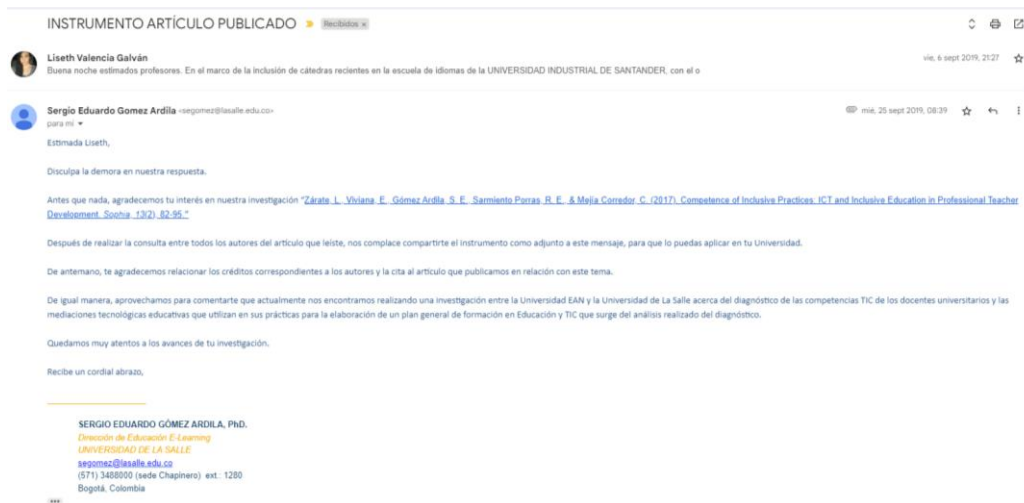 INSTRUMENTO ARTÍCULO PUBLICADO Recibidos x
Liseth Valencia Galván
vie, 6 sept 2019, 21:27
Buena noche estimados profesores. En el marco de la inclusión de cátedras recientes en la escuela de idiomas de la UNIVERSIDAD INDUSTRIAL DE SANTANDER, con el o
Sergio Eduardo Gomez Ardila <segomez@lasalle.edu.co>
mié, 25 sept 2019, 08:39
para mí
Estimada Liseth,
Disculpa la demora en nuestra respuesta.
Antes que nada, agradecemos tu interés en nuestra investigación "Zárate, L., Viviana, E., Gómez Ardila, S. E., Sarmiento Porras, R. E., & Mejía Corredor, C. (2017). Competence of Inclusive Practices: ICT and Inclusive Education in Professional Teacher
Development. Sophia, 13(2), 82-95."
Después de realizar la consulta entre todos los autores del artículo que leíste, nos complace compartirte el instrumento como adjunto a este mensaje, para que lo puedas aplicar en tu Universidad.
De antemano, te agradecemos relacionar los créditos correspondientes a los autores y la cita al artículo que publicamos en relación con este tema.
De igual manera, aprovechamos para comentarte que actualmente nos encontramos realizando una investigación entre la Universidad EAN y la Universidad de La Salle acerca del diagnóstico de las competencias TIC de los docentes universitarios y las
mediaciones tecnológicas educativas que utilizan en sus prácticas para la elaboración de un plan general de formación en Educación y TIC que surge del análisis realizado del diagnóstico.
Quedamos muy atentos a los avances de tu investigación.
Recibe un cordial abrazo,
SERGIO EDUARDO GÓMEZ ARDILA, PhD.
Dirección de Educación E-Learning
UNIVERSIDAD DE LA SALLE
segomez@lasalle.edu.co
(571) 3488000 (sede Chapinero) ext.: 1280
Bogotá, Colombia